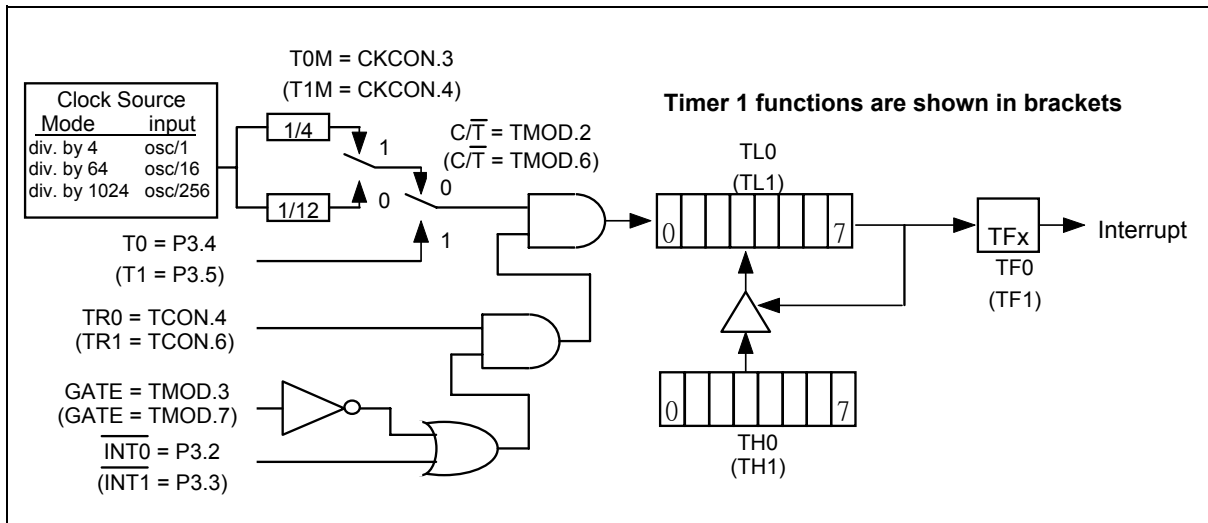 T0M = CKCON.3
(T1M = CKCON.4)
Clock Source
Mode input
div. by 4 osc/1
div. by 64 osc/16
div. by 1024 osc/256
1/4
1/12
1
0
C/T̅ = TMOD.2
(C/T̅ = TMOD.6)
0
1
T0 = P3.4
(T1 = P3.5)
TR0 = TCON.4
(TR1 = TCON.6)
GATE = TMOD.3
(GATE = TMOD.7)
I̅N̅T̅0̅ = P3.2
(I̅N̅T̅1̅ = P3.3)
Timer 1 functions are shown in brackets
TL0
(TL1)
0 7
TFx
Interrupt
TF0
(TF1)
0 7
TH0
(TH1)